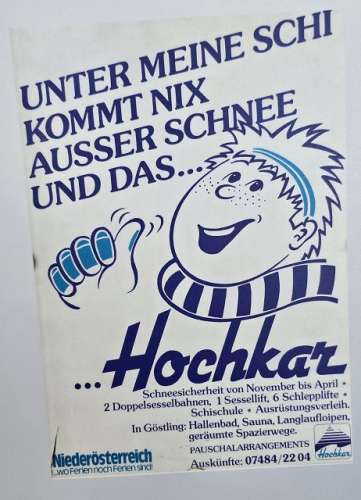 UNTER MEINE SCHI
KOMMT NIX
AUSSER SCHNEE
UND DAS...
...Hochkar
Schneesicherheit von November bis April •
2 Doppelsesselbahnen, 1 Sessellift, 6 Schlepplifte •
Schischule • Ausrüstungsverleih.
In Göstling: Hallenbad, Sauna, Langlaufloipen,
geräumte Spazierwege.
PAUSCHALARRANGEMENTS
Auskünfte: 07484/22 04
Hochkar
Niederösterreich
...wo Ferien noch Ferien sind!